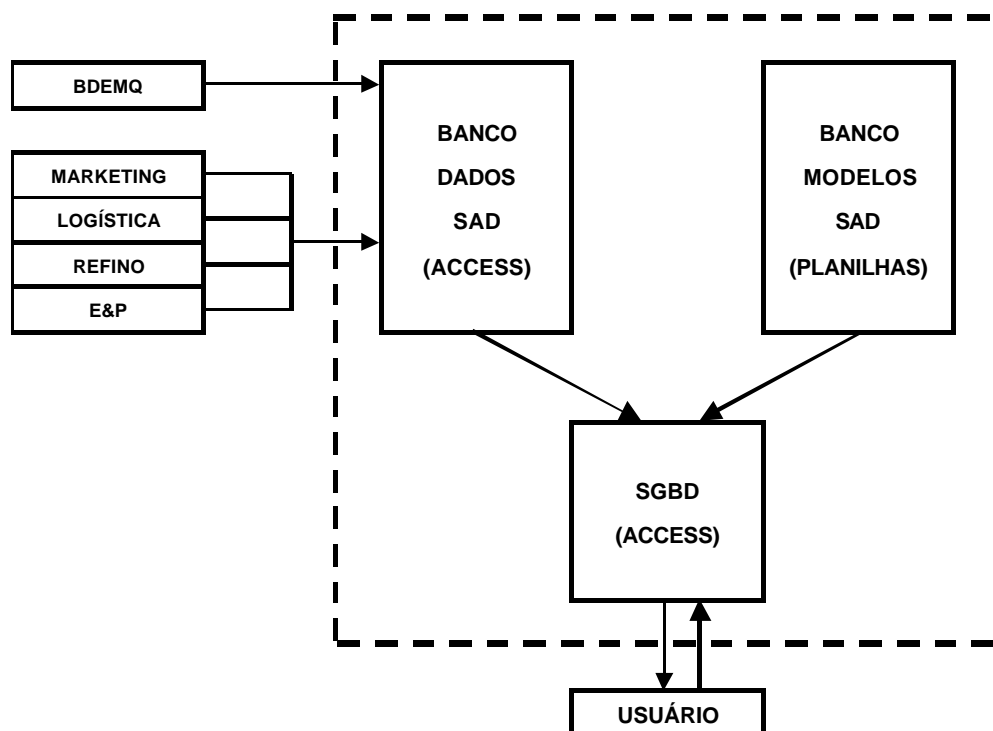 BDEMQ
MARKETING
LOGÍSTICA
REFINO
E&P
BANCO
DADOS
SAD
(ACCESS)
BANCO
MODELOS
SAD
(PLANILHAS)
SGBD
(ACCESS)
USUÁRIO